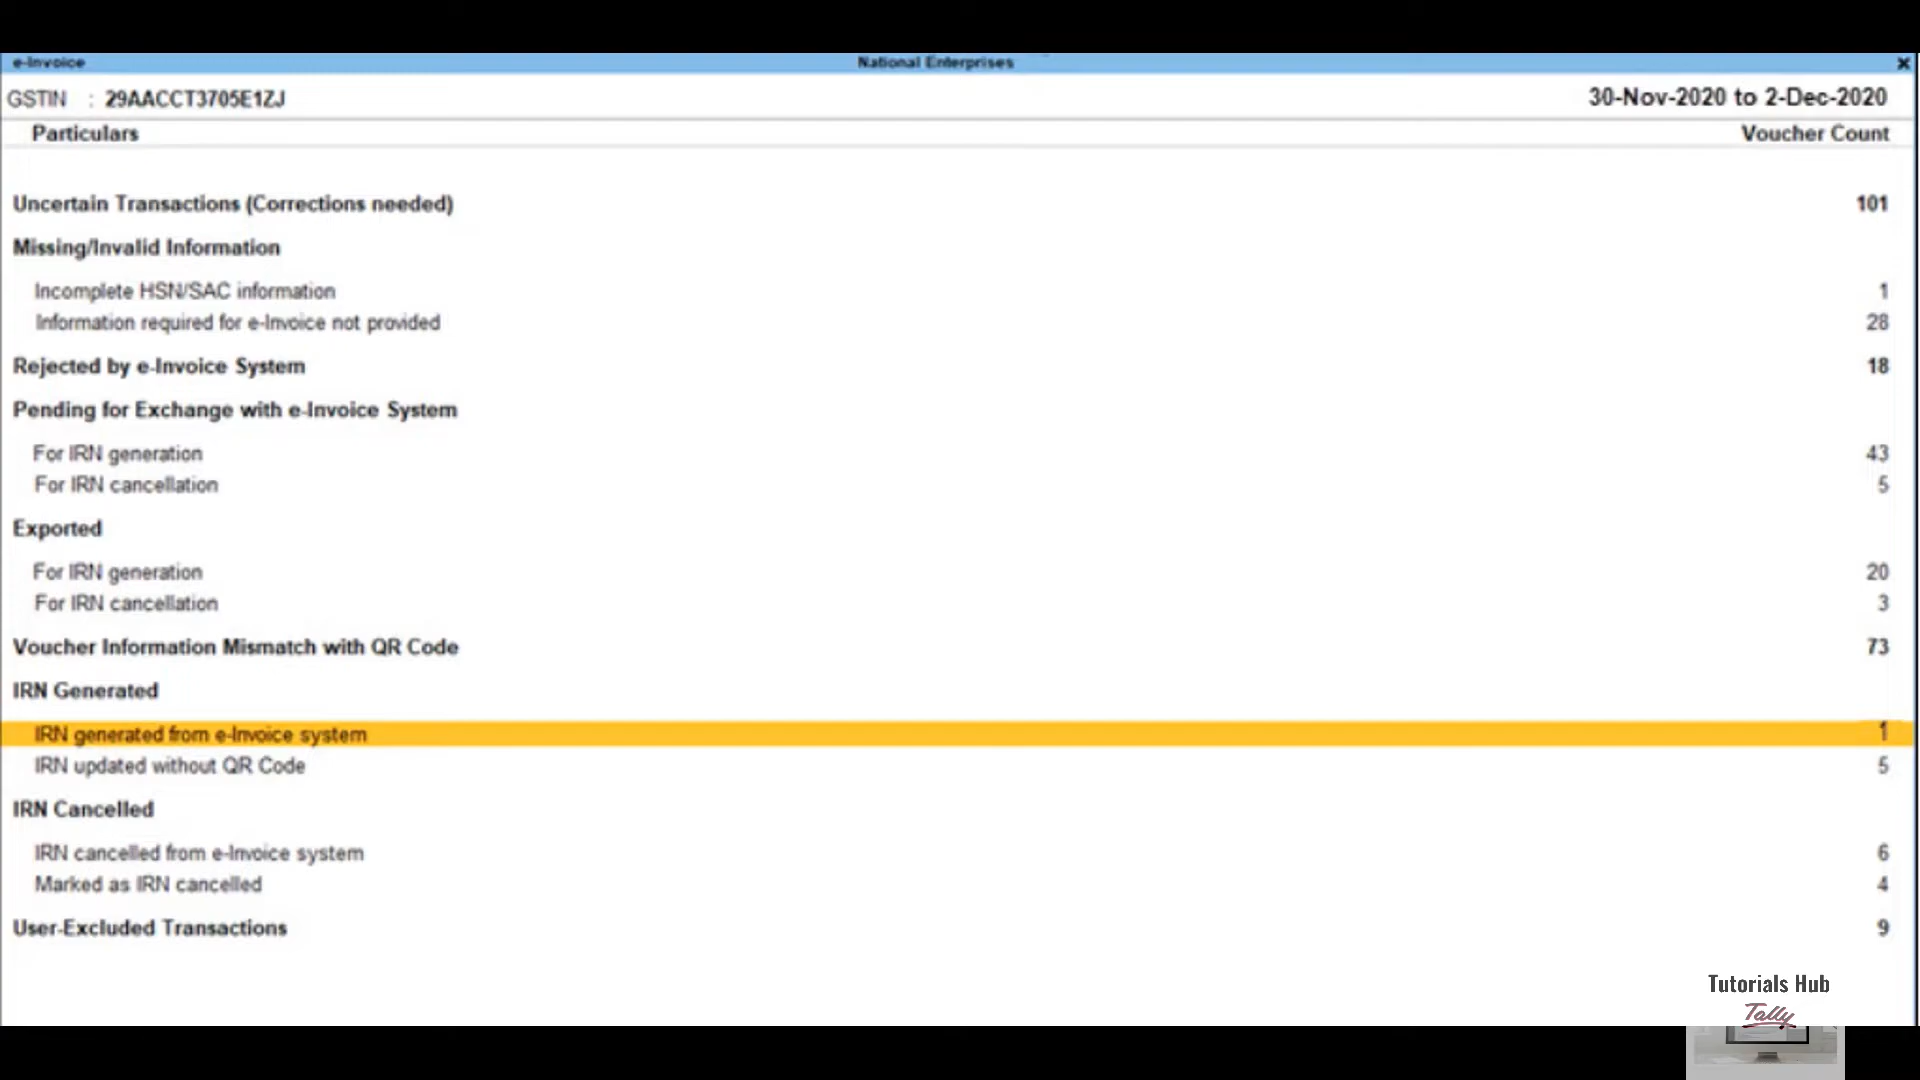 e-Invoice National Enterprises ×
GSTIN : 29AACCT3705E1ZJ 30-Nov-2020 to 2-Dec-2020
Particulars Voucher Count
Uncertain Transactions (Corrections needed) 101
Missing/Invalid Information
Incomplete HSN/SAC information 1
Information required for e-Invoice not provided 28
Rejected by e-Invoice System 18
Pending for Exchange with e-Invoice System
For IRN generation 43
For IRN cancellation 5
Exported
For IRN generation 20
For IRN cancellation 3
Voucher Information Mismatch with QR Code 73
IRN Generated
IRN generated from e-Invoice system 1
IRN updated without QR Code 5
IRN Cancelled
IRN cancelled from e-Invoice system 6
Marked as IRN cancelled 4
User-Excluded Transactions 9
Tutorials Hub
Tally